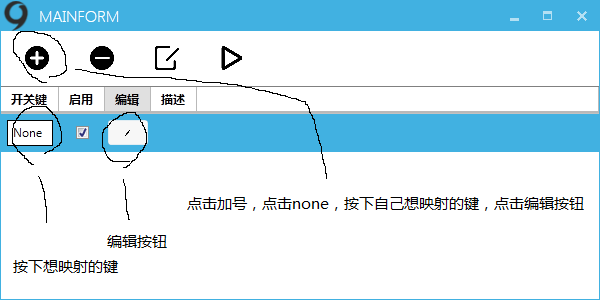 MAINFORM
开关键 启用 编辑 描述
None
点击加号，点击none，按下自己想映射的键，点击编辑按钮
编辑按钮
按下想映射的键